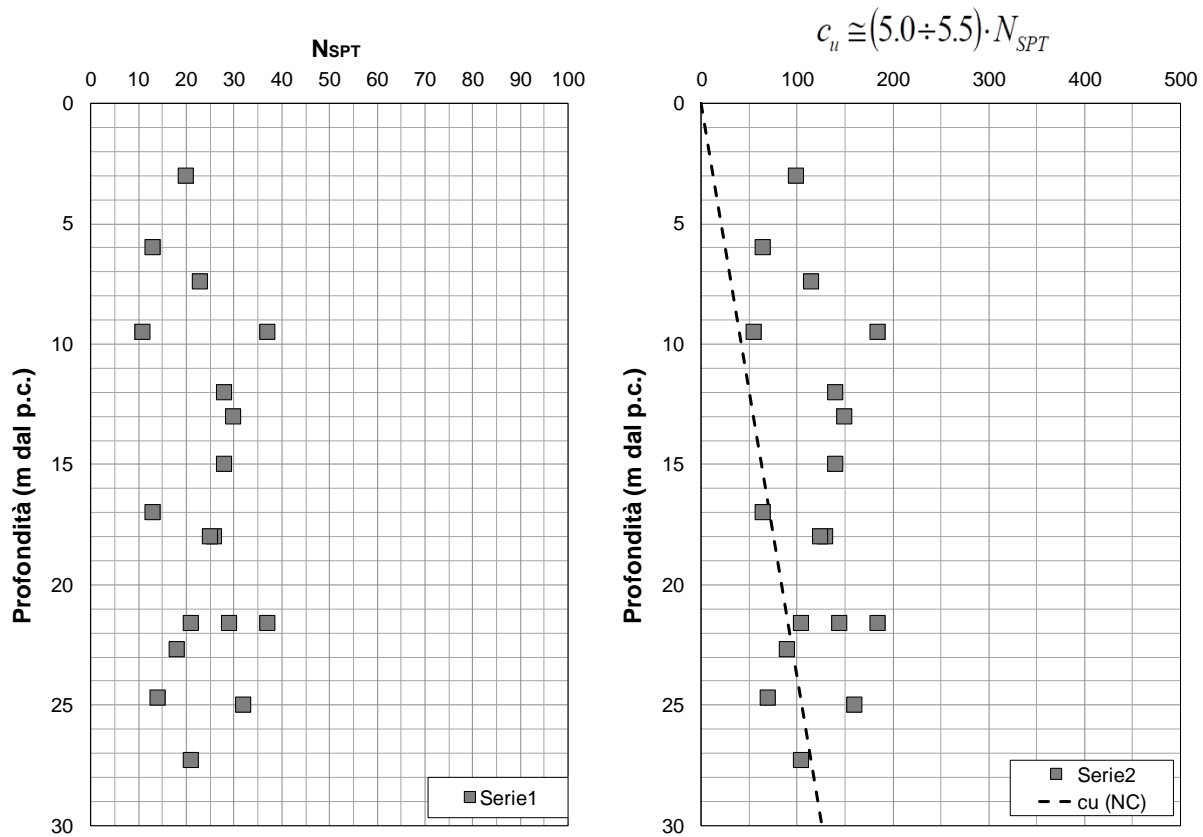 c_u ≅ (5.0÷5.5)·N_SPT
NSPT
0 10 20 30 40 50 60 70 80 90 100
0 100 200 300 400 500
0
5
10
15
20
25
30
Profondità (m dal p.c.)
Serie1
0
5
10
15
20
25
30
Profondità (m dal p.c.)
Serie2
cu (NC)